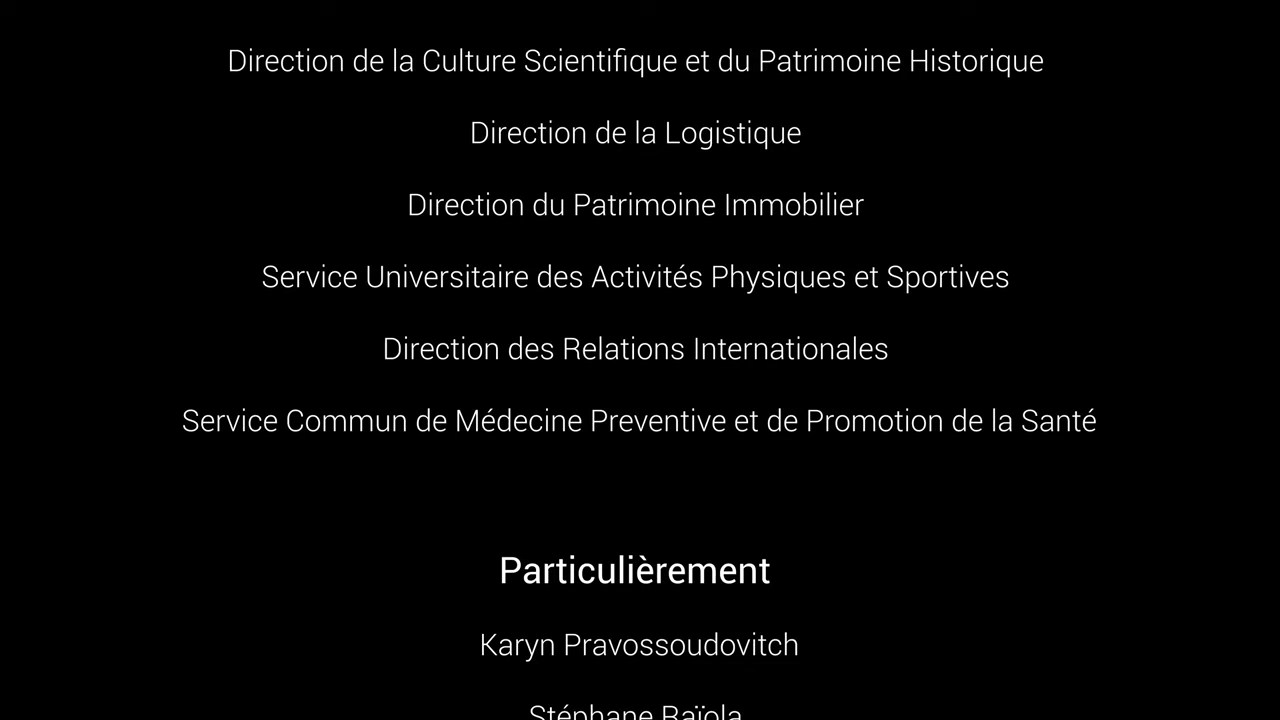 Direction de la Culture Scientifique et du Patrimoine Historique
Direction de la Logistique
Direction du Patrimoine Immobilier
Service Universitaire des Activités Physiques et Sportives
Direction des Relations Internationales
Service Commun de Médecine Preventive et de Promotion de la Santé
Particulièrement
Karyn Pravossoudovitch
Stéphane Raïola